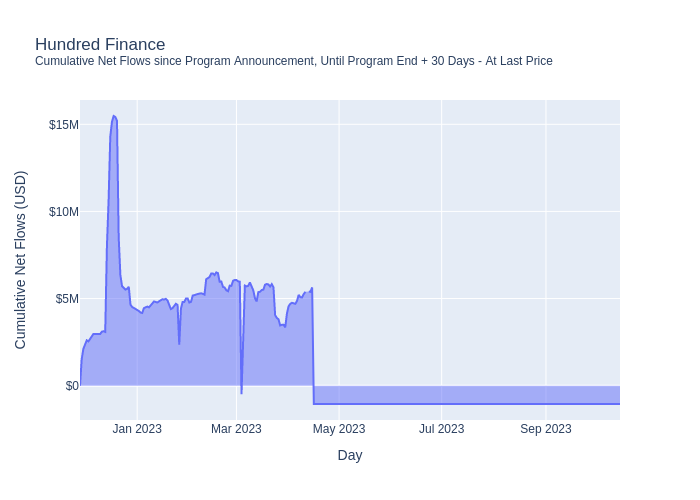 Hundred Finance
Cumulative Net Flows since Program Announcement, Until Program End + 30 Days - At Last Price
Cumulative Net Flows (USD)
$15M
$10M
$5M
$0
Jan 2023
Mar 2023
May 2023
Jul 2023
Sep 2023
Day